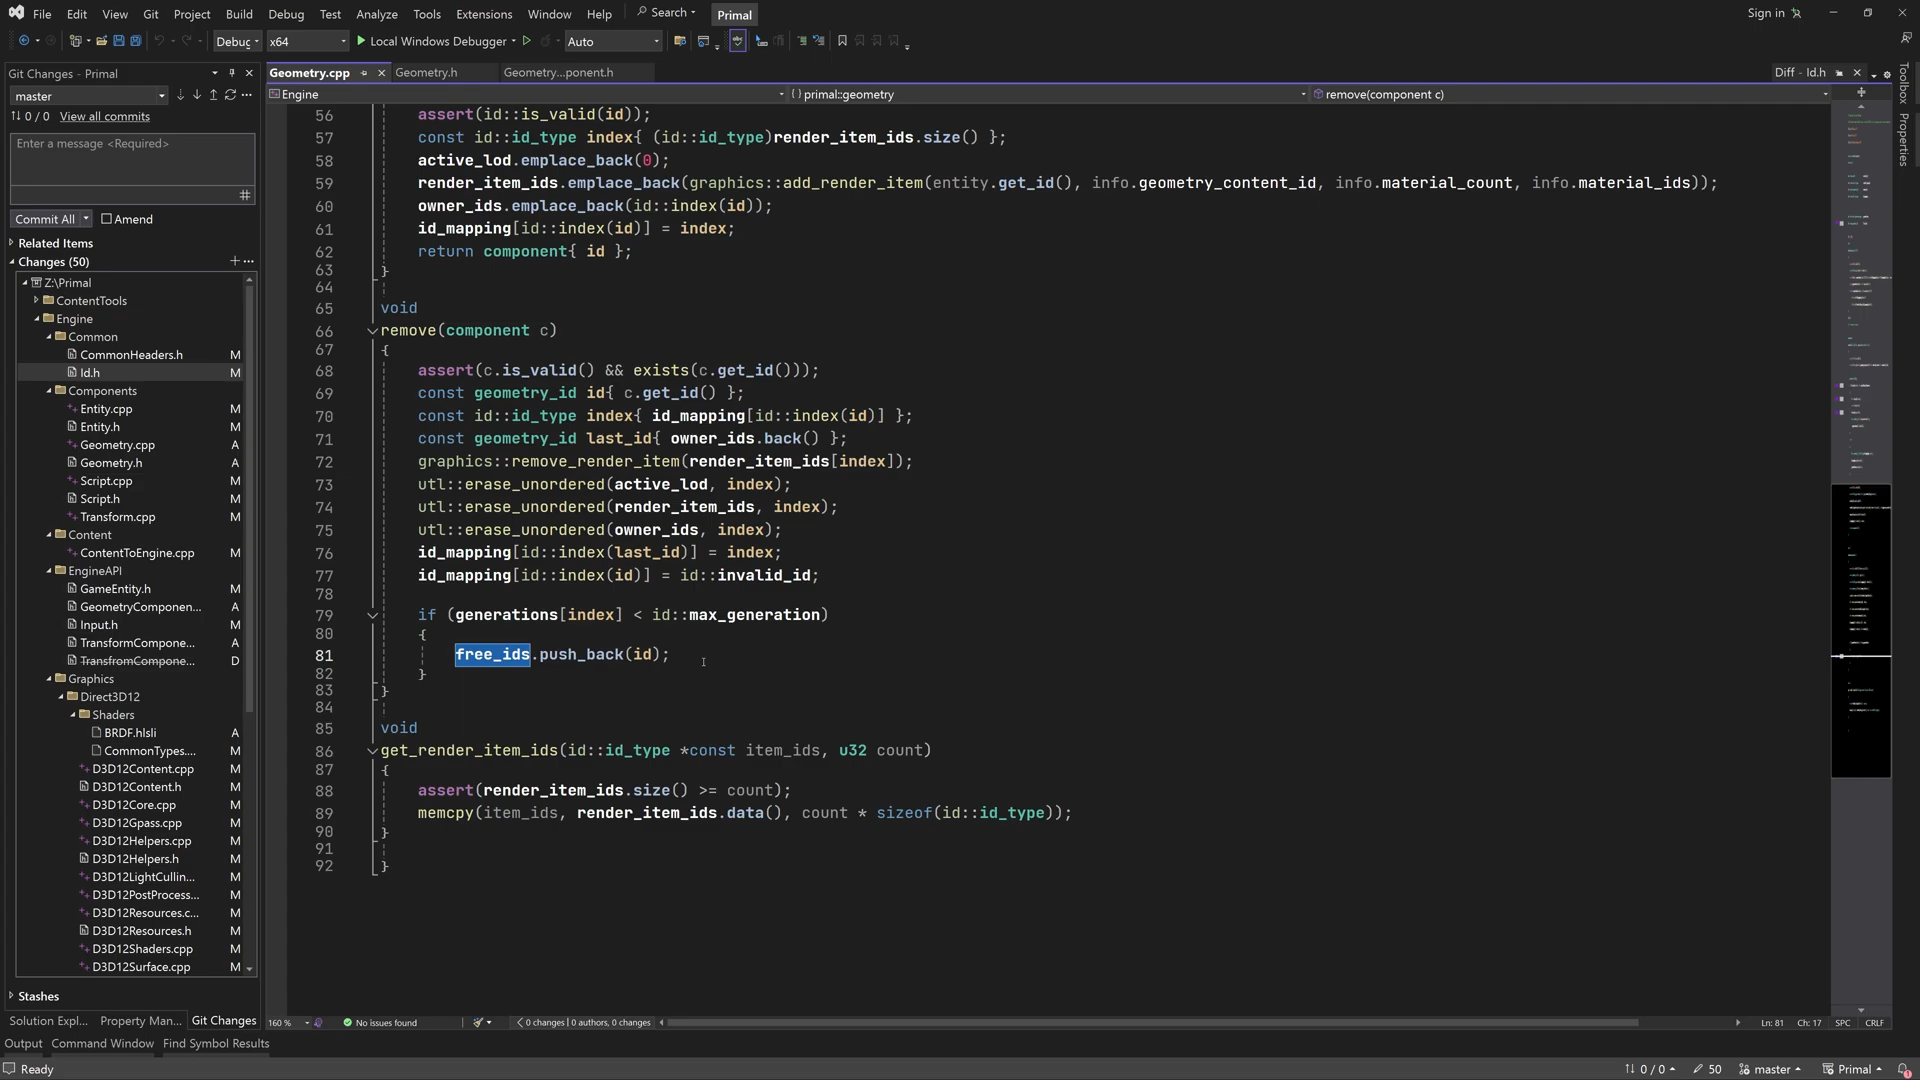 File Edit View Git Project Build Debug Test Analyze Tools Extensions Window Help Search Primal Sign in
Debug x64 Local Windows Debugger Auto
Git Changes - Primal
master
0 / 0 View all commits
Enter a message <Required>
Commit All Amend
Related Items
Changes (50)
Z:\Primal
ContentTools
Engine
Common
CommonHeaders.h M
Id.h M
Components
Entity.cpp M
Entity.h M
Geometry.cpp A
Geometry.h A
Script.cpp M
Script.h M
Transform.cpp M
Content
ContentToEngine.cpp M
EngineAPI
GameEntity.h M
GeometryComponen... A
Input.h M
TransformCompone... A
TransfromCompone... D
Graphics
Direct3D12
Shaders
BRDF.hlsli A
CommonTypes.... M
D3D12Content.cpp M
D3D12Content.h M
D3D12Core.cpp M
D3D12Gpass.cpp M
D3D12Helpers.cpp M
D3D12Helpers.h M
D3D12LightCullin... M
D3D12PostProcess... M
D3D12Resources.c... M
D3D12Resources.h M
D3D12Shaders.cpp M
D3D12Surface.cpp M
Stashes
Solution Expl... Property Man... Git Changes
Geometry.cpp Geometry.h Geometry...ponent.h Diff - Id.h
Engine {} primal::geometry remove(component c)
56 assert(id::is_valid(id));
57 const id::id_type index{ (id::id_type)render_item_ids.size() };
58 active_lod.emplace_back(0);
59 render_item_ids.emplace_back(graphics::add_render_item(entity.get_id(), info.geometry_content_id, info.material_count, info.material_ids));
60 owner_ids.emplace_back(id::index(id));
61 id_mapping[id::index(id)] = index;
62 return component{ id };
63 }
64
65 void
66 remove(component c)
67 {
68 assert(c.is_valid() && exists(c.get_id()));
69 const geometry_id id{ c.get_id() };
70 const id::id_type index{ id_mapping[id::index(id)] };
71 const geometry_id last_id{ owner_ids.back() };
72 graphics::remove_render_item(render_item_ids[index]);
73 utl::erase_unordered(active_lod, index);
74 utl::erase_unordered(render_item_ids, index);
75 utl::erase_unordered(owner_ids, index);
76 id_mapping[id::index(last_id)] = index;
77 id_mapping[id::index(id)] = id::invalid_id;
78
79 if (generations[index] < id::max_generation)
80 {
81 free_ids.push_back(id);
82 }
83 }
84
85 void
86 get_render_item_ids(id::id_type *const item_ids, u32 count)
87 {
88 assert(render_item_ids.size() >= count);
89 memcpy(item_ids, render_item_ids.data(), count * sizeof(id::id_type));
90 }
91
92 }
160 % No issues found 0 changes | 0 authors, 0 changes Ln: 81 Ch: 17 SPC CRLF
Toolbox
Properties
Output Command Window Find Symbol Results
Ready 0 / 0 50 master Primal